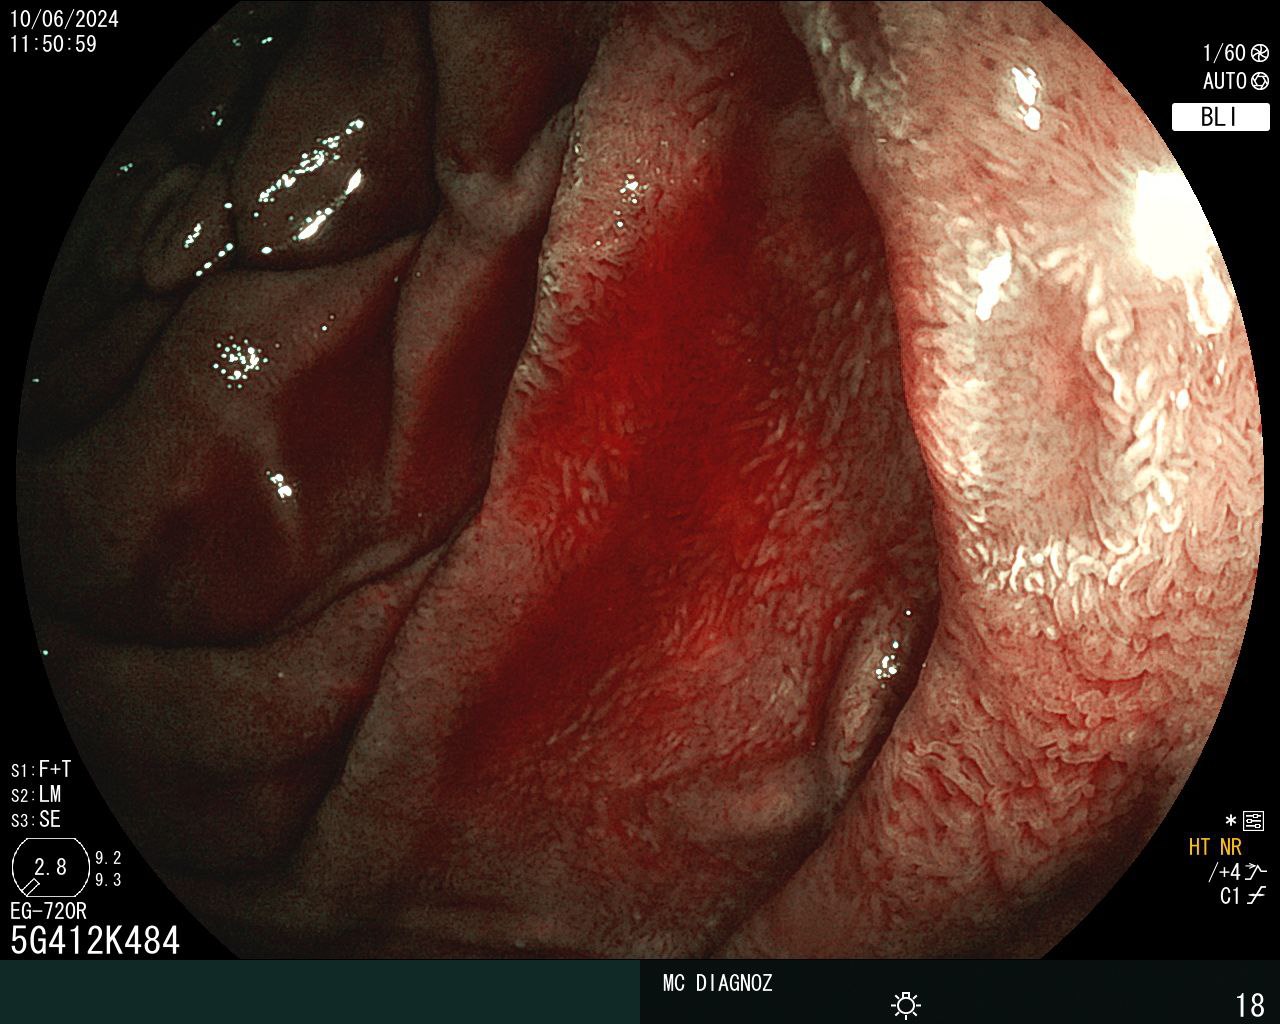 10/06/2024
11:50:59
1/60
AUTO
BLI
S1:F+T
S2:LM
S3:SE
2.8
9.2
9.3
EG-720R
5G412K484
*
HT NR
/+4
C1
MC DIAGNOZ
18